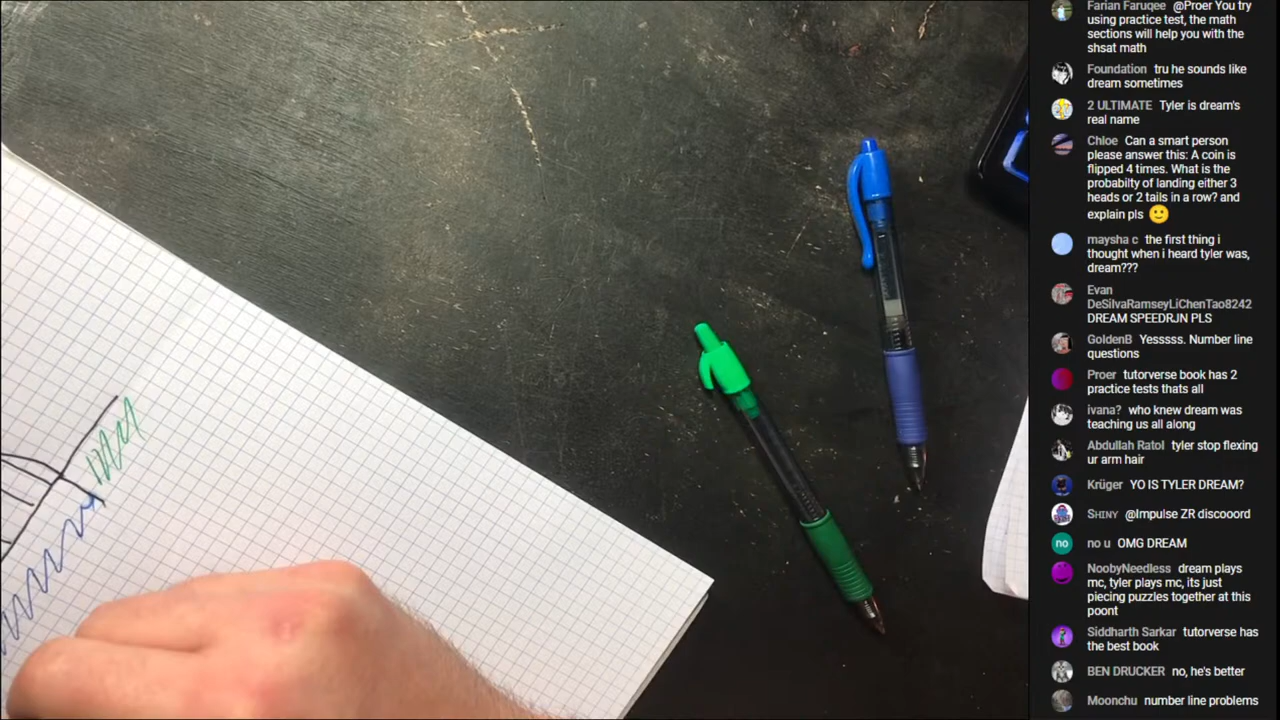 Farian Faruqee @Proer You try
using practice test, the math
sections will help you with the
shsat math
Foundation tru he sounds like
dream sometimes
2 ULTIMATE Tyler is dream's
real name
Chloe Can a smart person
please answer this: A coin is
flipped 4 times. What is the
probabilty of landing either 3
heads or 2 tails in a row? and
explain pls 🙂
maysha c the first thing i
thought when i heard tyler was,
dream???
Evan
DeSilvaRamseyLiChenTao8242
DREAM SPEEDRJN PLS
GoldenB Yesssss. Number line
questions
Proer tutorverse book has 2
practice tests thats all
ivana? who knew dream was
teaching us all along
Abdullah Ratol tyler stop flexing
ur arm hair
Krüger YO IS TYLER DREAM?
SHINY @Impulse ZR discooord
no
no u OMG DREAM
NoobyNeedless dream plays
mc, tyler plays mc, its just
piecing puzzles together at this
poont
Siddharth Sarkar tutorverse has
the best book
BEN DRUCKER no, he's better
Moonchu number line problems